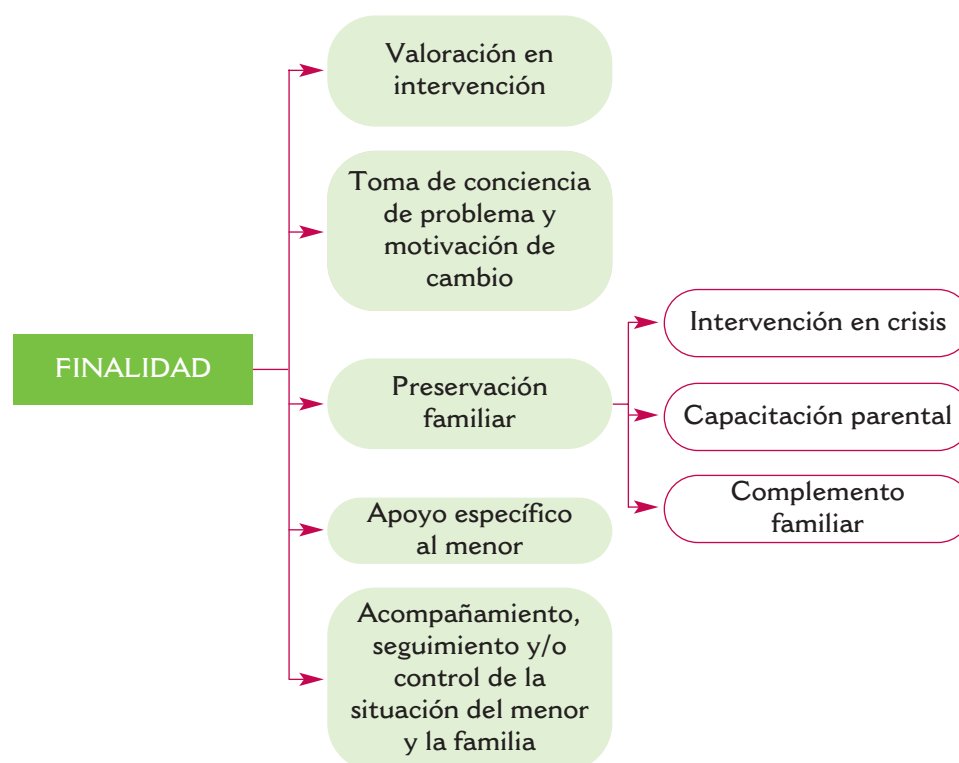 Valoración en
intervención
Toma de conciencia
de problema y
motivación de
cambio
FINALIDAD
Preservación
familiar
Intervención en crisis
Capacitación parental
Complemento
familiar
Apoyo específico
al menor
Acompañamiento,
seguimiento y/o
control de la
situación del menor
y la familia